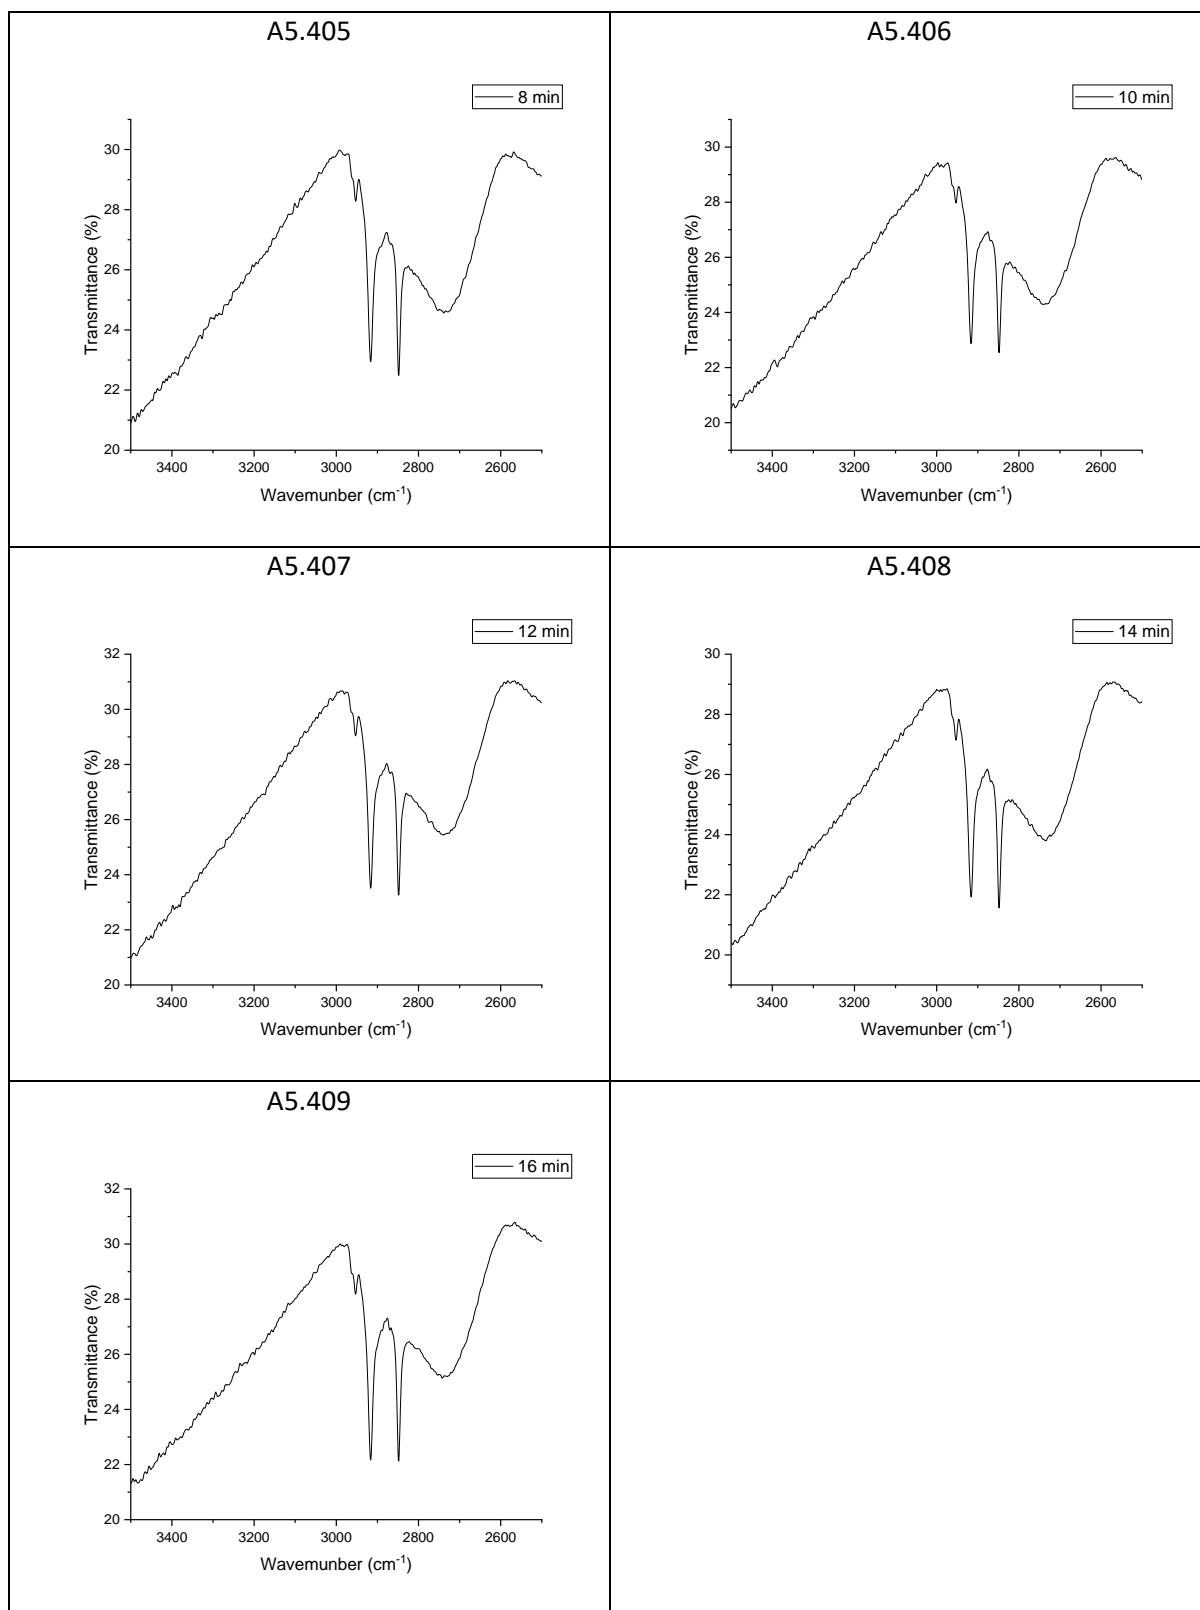 A5.405
8 min
30
28
26
24
22
20
Transmittance (%)
3400 3200 3000 2800 2600
Wavemunber (cm⁻¹)
A5.406
10 min
30
28
26
24
22
20
Transmittance (%)
3400 3200 3000 2800 2600
Wavemunber (cm⁻¹)
A5.407
12 min
32
30
28
26
24
22
20
Transmittance (%)
3400 3200 3000 2800 2600
Wavemunber (cm⁻¹)
A5.408
14 min
30
28
26
24
22
20
Transmittance (%)
3400 3200 3000 2800 2600
Wavemunber (cm⁻¹)
A5.409
16 min
32
30
28
26
24
22
20
Transmittance (%)
3400 3200 3000 2800 2600
Wavemunber (cm⁻¹)